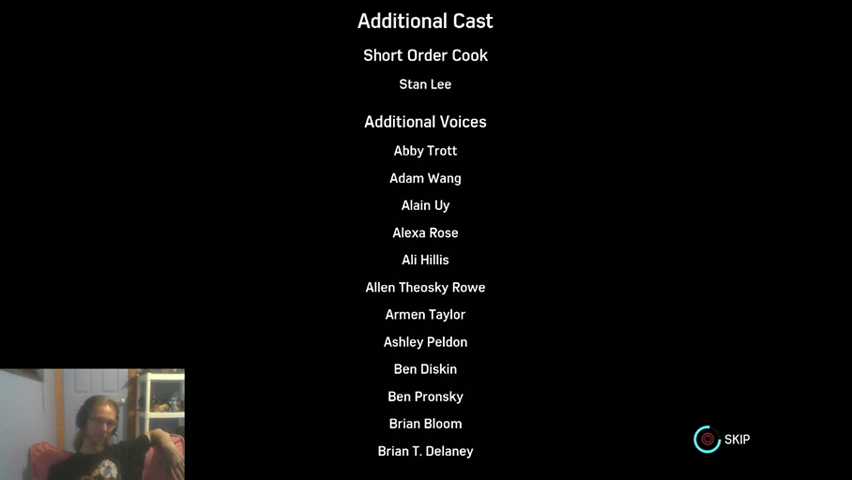 Additional Cast
Short Order Cook
Stan Lee
Additional Voices
Abby Trott
Adam Wang
Alain Uy
Alexa Rose
Ali Hillis
Allen Theosky Rowe
Armen Taylor
Ashley Peldon
Ben Diskin
Ben Pronsky
Brian Bloom
Brian T. Delaney
SKIP